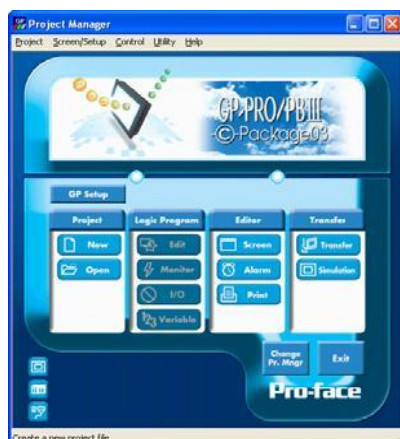 Project Manager
Project Screen/Setup Control Utility Help
GP-PRO/PBIII
-C-Package-03
GP Setup
Project Logic Program Editor Transfer
New Edit Screen Transfer
Open Monitor Alarm Simulation
I/O Print
Variable
Change Pr. Mngr Exit
Pro-face
Create a new project file